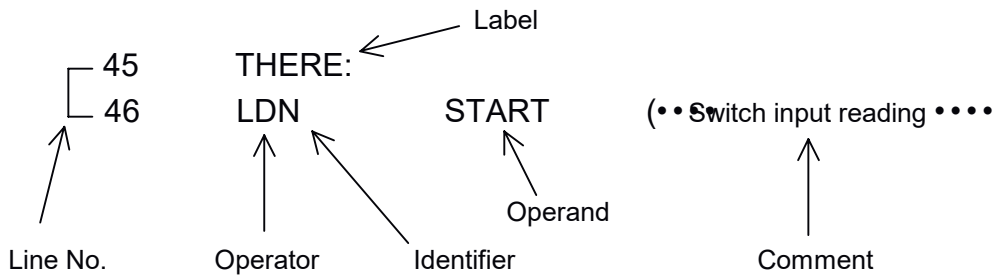 Label
45 THERE:
46 LDN START (•••• Switch input reading ••••
Operand
Line No. Operator Identifier Comment